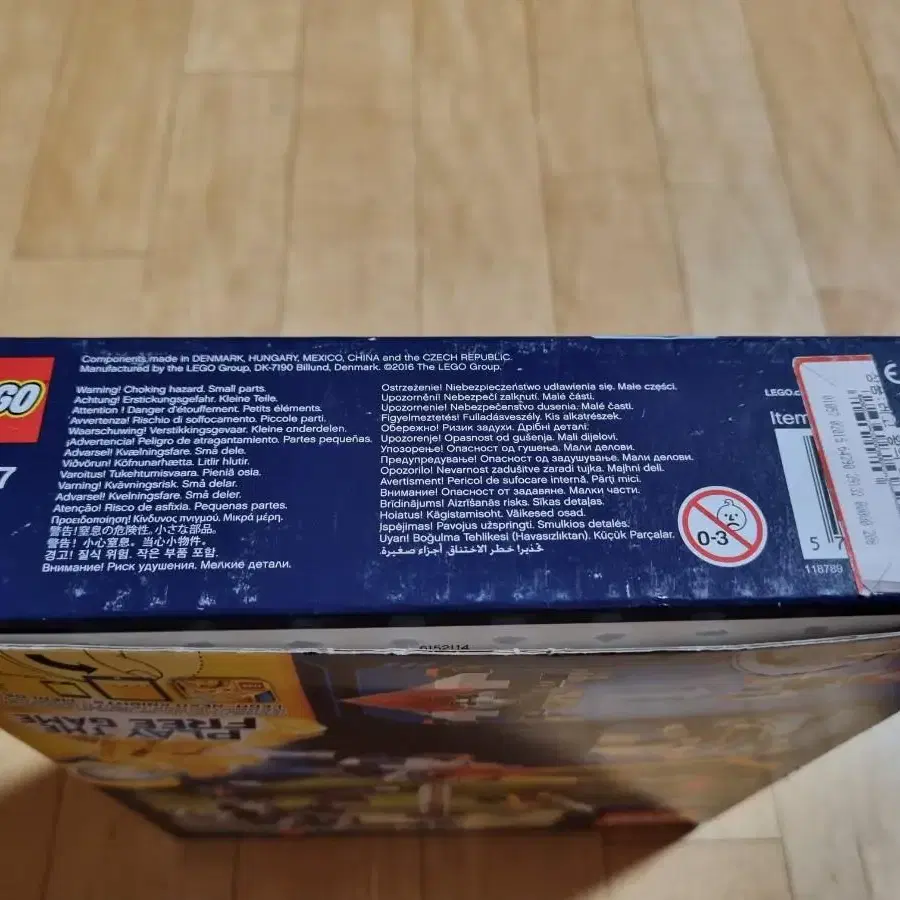 GO
7
Components made in DENMARK, HUNGARY, MEXICO, CHINA and the CZECH REPUBLIC.
Manufactured by the LEGO Group, DK-7190 Billund, Denmark. ©2016 The LEGO Group.
Warning! Choking hazard. Small parts.
Achtung! Erstickungsgefahr. Kleine Teile.
Attention ! Danger d'étouffement. Petits éléments.
Avvertenza! Rischio di soffocamento. Piccole parti.
Waarschuwing! Verstikkingsgevaar. Kleine onderdelen.
¡Advertencia! Peligro de atragantamiento. Partes pequeñas.
Advarsel! Kvælningsfare. Små dele.
Viðvörun! Köfnunarhætta. Litlir hlutir.
Varoitus! Tukehtumisvaara. Pieniä osia.
Varning! Kvävningsrisk. Små delar.
Advarsel! Kvelningsfare. Små deler.
Atenção! Risco de asfixia. Pequenas partes.
Προειδοποίηση! Κίνδυνος πνιγμού. Μικρά μέρη.
警告!窒息の危険性。小さな部品。
警告! 小心窒息。当心小物件。
경고! 질식 위험. 작은 부품 포함.
Внимание! Риск удушения. Мелкие детали.
Ostrzeżenie! Niebezpieczeństwo udławienia się. Małe części.
Upozornění! Nebezpečí zalknutí. Malé části.
Upozornenie! Nebezpečenstvo dusenia. Malé časti.
Figyelmeztetés! Fulladásveszély. Kis alkatrészek.
Обережно! Ризик задухи. Дрібні деталі.
Upozorenje! Opasnost od gušenja. Mali dijelovi.
Упозорење! Опасност од гушења. Мали делови.
Предупредување! Опасност од задушување. Мали делови.
Opozorilo! Nevarnost zadušitve zaradi tujka. Majhni deli.
Avertisment! Pericol de sufocare internă. Părţi mici.
Внимание! Опасност от задавяне. Малки части.
Brīdinājums! Aizrīšanās risks. Sīkas detaļas.
Hoiatus! Kägistamisoht. Väikesed osad.
Įspėjimas! Pavojus užspringti. Smulkios detalės.
Uyarı! Boğulma Tehlikesi (Havasızlıktan). Küçük Parçalar.
تحذير! خطر الاختناق. أجزاء صغيرة.
0-3
LEGO.c
Item
5 7
118789
6152114
PLAY THE
FREE GAME